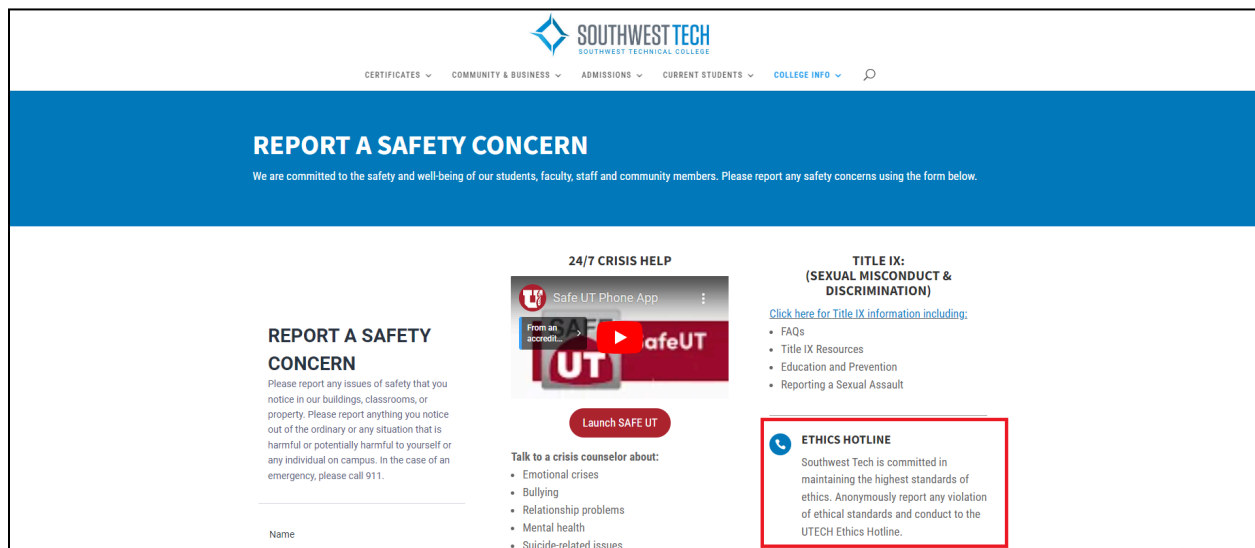 SOUTHWEST TECH
SOUTHWEST TECHNICAL COLLEGE
CERTIFICATES COMMUNITY & BUSINESS ADMISSIONS CURRENT STUDENTS COLLEGE INFO
REPORT A SAFETY CONCERN
We are committed to the safety and well-being of our students, faculty, staff and community members. Please report any safety concerns using the form below.
REPORT A SAFETY
CONCERN
Please report any issues of safety that you
notice in our buildings, classrooms, or
property. Please report anything you notice
out of the ordinary or any situation that is
harmful or potentially harmful to yourself or
any individual on campus. In the case of an
emergency, please call 911.
Name
24/7 CRISIS HELP
Safe UT Phone App
From an
accredit...
SAFE
UT
SafeUT
Launch SAFE UT
Talk to a crisis counselor about:
• Emotional crises
• Bullying
• Relationship problems
• Mental health
• Suicide-related issues
TITLE IX:
(SEXUAL MISCONDUCT &
DISCRIMINATION)
Click here for Title IX information including:
• FAQs
• Title IX Resources
• Education and Prevention
• Reporting a Sexual Assault
ETHICS HOTLINE
Southwest Tech is committed in
maintaining the highest standards of
ethics. Anonymously report any violation
of ethical standards and conduct to the
UTECH Ethics Hotline.